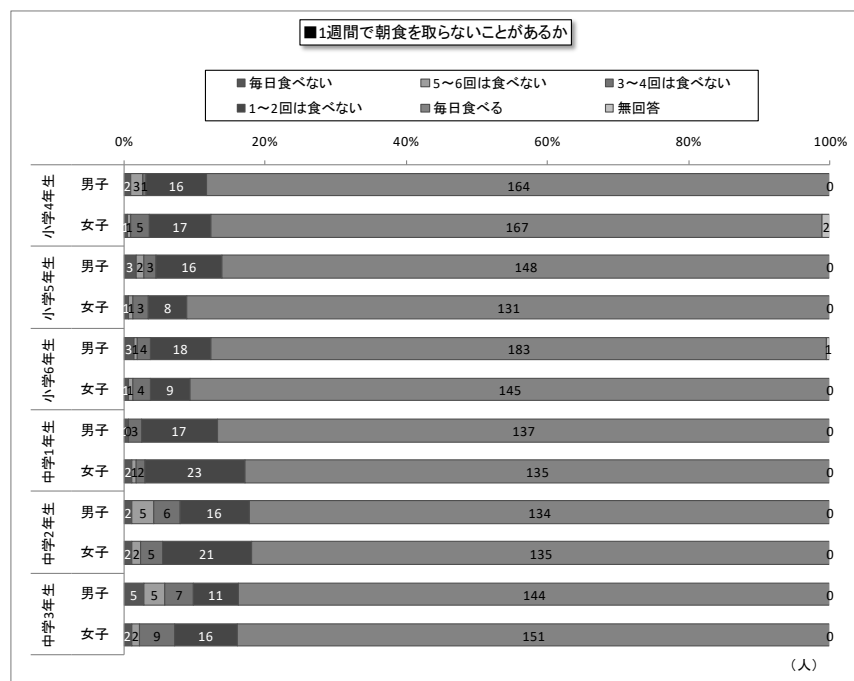 ■1週間で朝食を取らないことがあるか
■毎日食べない ■5～6回は食べない ■3～4回は食べない
■1～2回は食べない ■毎日食べる □無回答
0% 20% 40% 60% 80% 100%
小学4年生
男子 2 3 1 16 164 0
女子 1 1 5 17 167 2
小学5年生
男子 3 2 3 16 148 0
女子 1 1 3 8 131 0
小学6年生
男子 3 1 4 18 183 1
女子 1 1 4 9 145 0
中学1年生
男子 1 0 3 17 137 0
女子 2 1 2 23 135 0
中学2年生
男子 2 5 6 16 134 0
女子 2 2 5 21 135 0
中学3年生
男子 5 5 7 11 144 0
女子 2 2 9 16 151 0
（人）